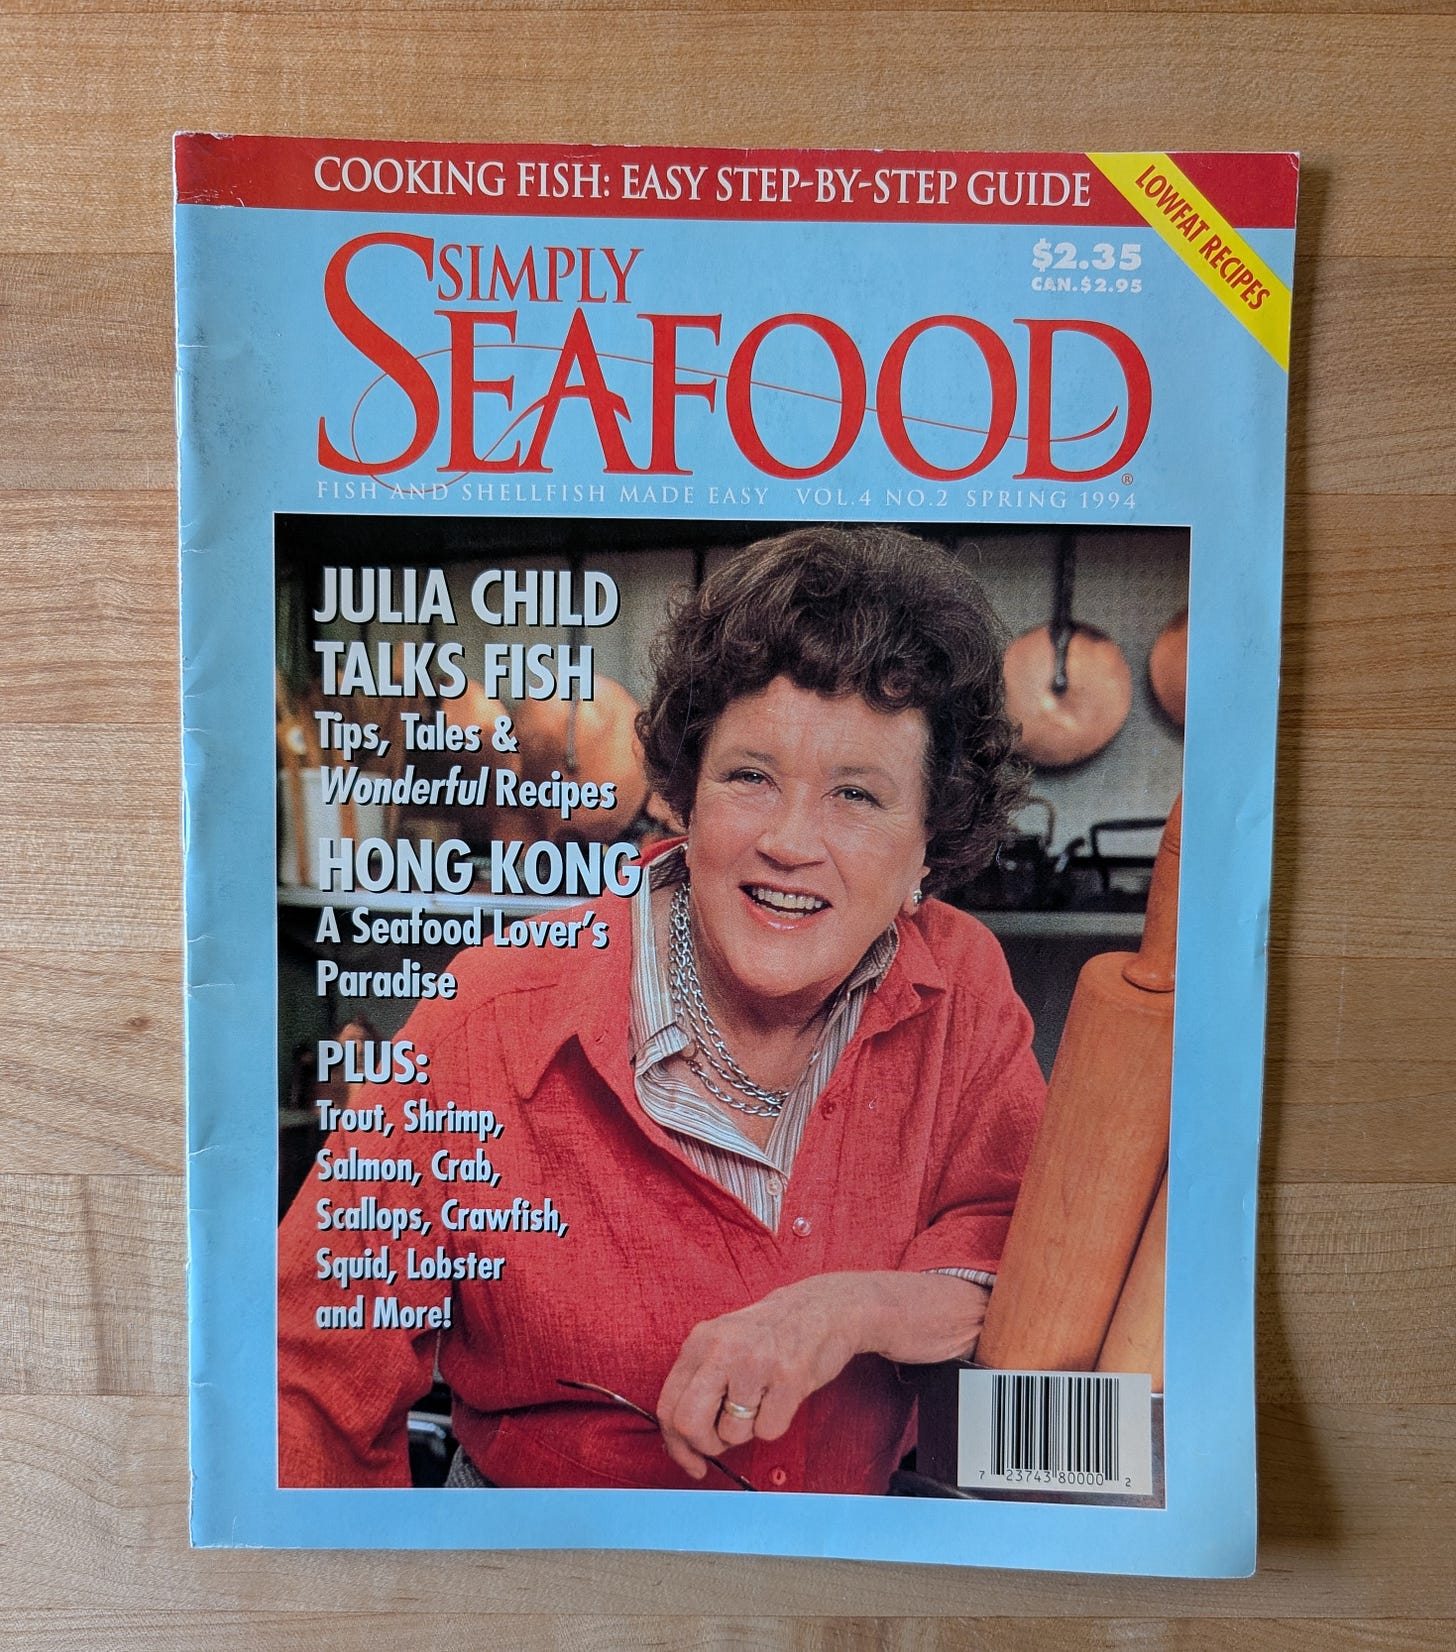 COOKING FISH: EASY STEP-BY-STEP GUIDE
LOWFAT RECIPES
SIMPLY
SEAFOOD®
$2.35
CAN.$2.95
FISH AND SHELLFISH MADE EASY VOL.4 NO.2 SPRING 1994
JULIA CHILD
TALKS FISH
Tips, Tales &
Wonderful Recipes
HONG KONG
A Seafood Lover's
Paradise
PLUS:
Trout, Shrimp,
Salmon, Crab,
Scallops, Crawfish,
Squid, Lobster
and More!
7 23743 80000 2